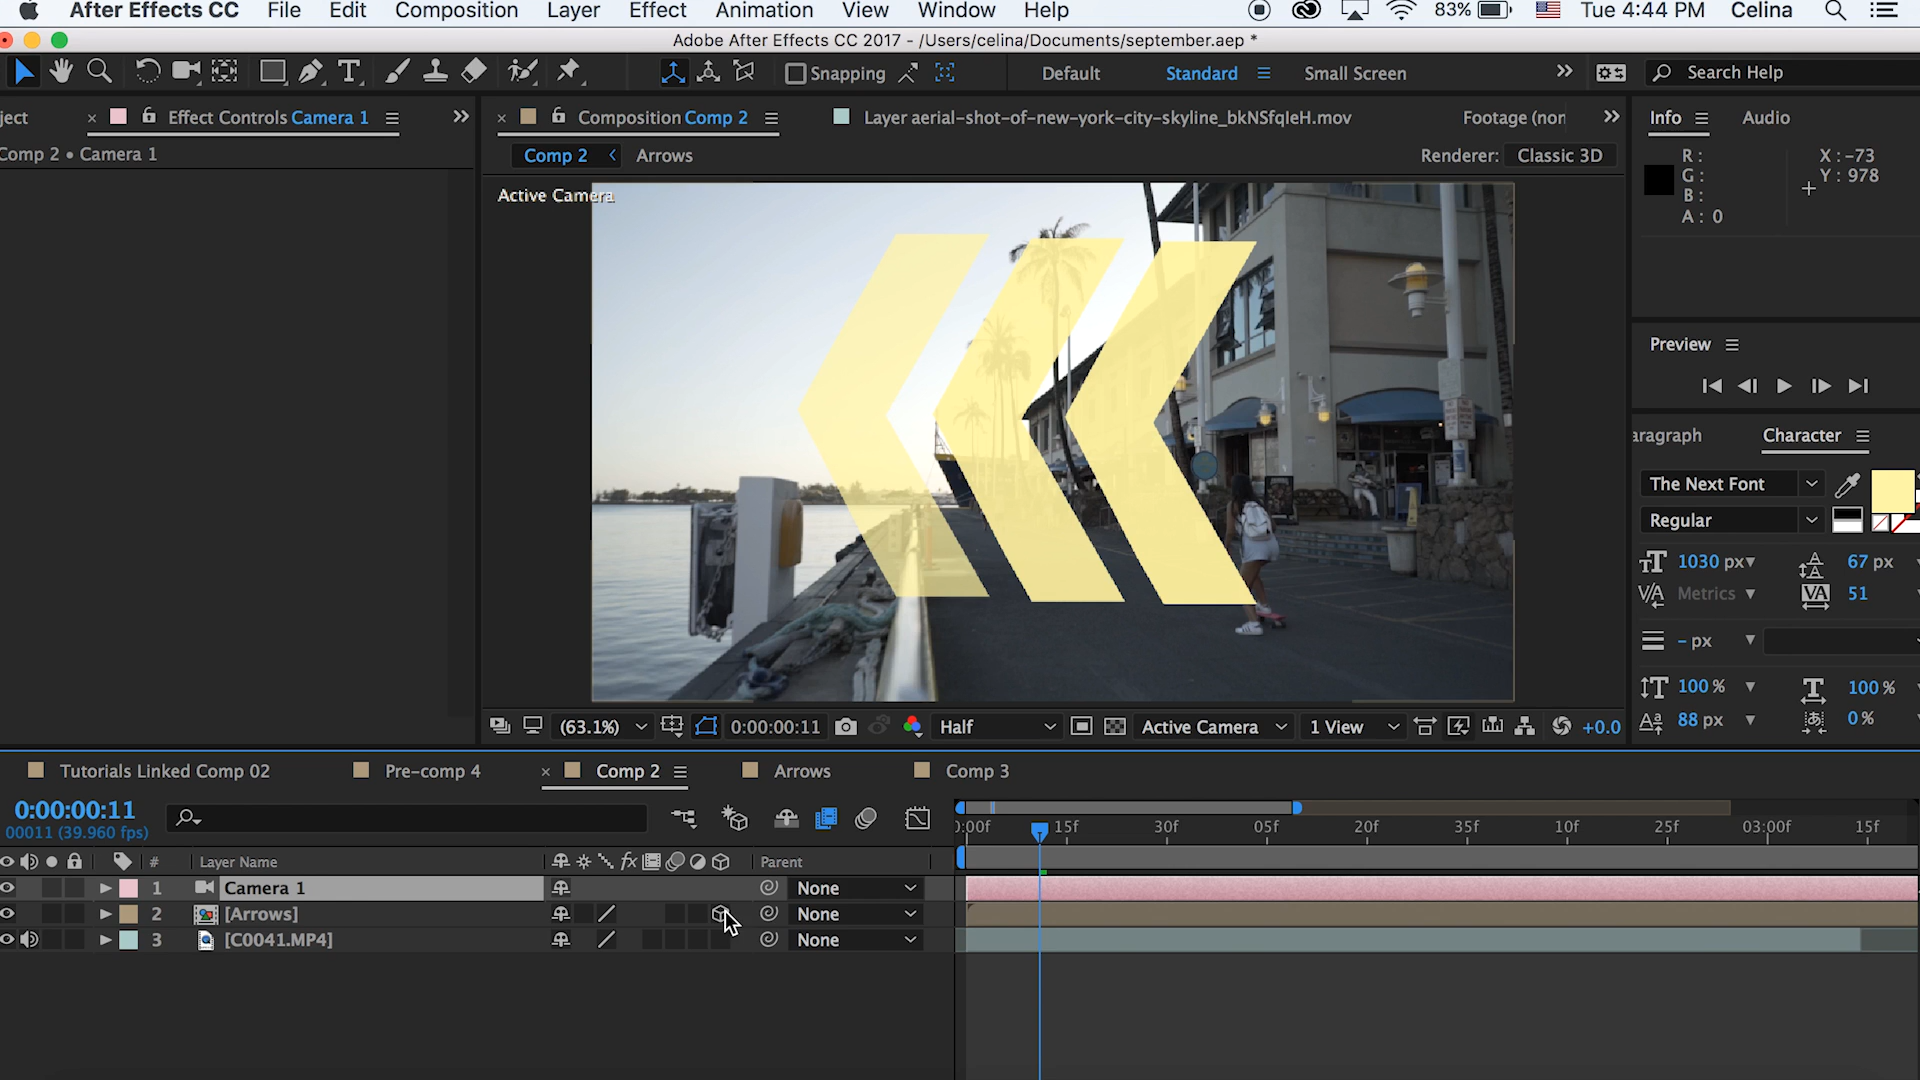 After Effects CC File Edit Composition Layer Effect Animation View Window Help 83% Tue 4:44 PM Celina
Adobe After Effects CC 2017 - /Users/celina/Documents/september.aep *
Snapping Default Standard Small Screen Search Help
ject Effect Controls Camera 1 Composition Comp 2 Layer aerial-shot-of-new-york-city-skyline_bkNSfqIeH.mov Footage (nor Info Audio
Comp 2 • Camera 1 Comp 2 Arrows Renderer: Classic 3D
R: X: -73
G: Y: 978
B:
A: 0
Active Camera
Preview
aragraph Character
The Next Font
Regular
1030 px 67 px
Metrics 51
- px
100 % 100 %
88 px 0 %
(63.1%) 0:00:00:11 Half Active Camera 1 View +0.0
Tutorials Linked Comp 02 Pre-comp 4 Comp 2 Arrows Comp 3
0:00:00:11
00011 (39.960 fps)
0:00f 15f 30f 05f 20f 35f 10f 25f 03:00f 15f
# Layer Name fx Parent
1 Camera 1 None
2 [Arrows] None
3 [C0041.MP4] None